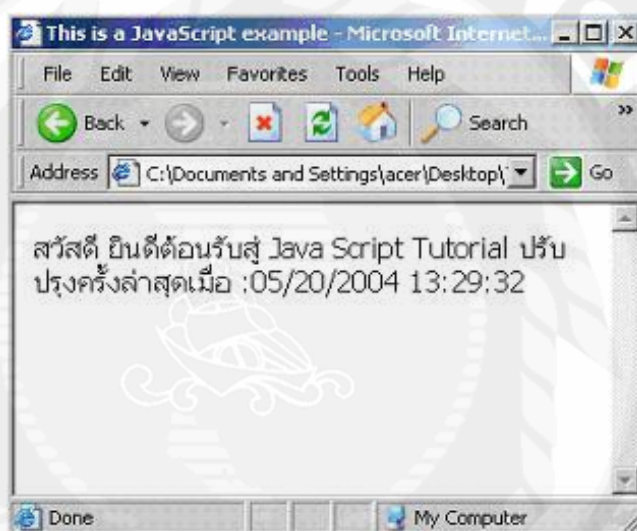 This is a JavaScript example - Microsoft Internet...
File Edit View Favorites Tools Help
Back Search »
Address C:\Documents and Settings\acer\Desktop\ Go
สวัสดี ยินดีต้อนรับสู่ Java Script Tutorial ปรับ
ปรุงครั้งล่าสุดเมื่อ :05/20/2004 13:29:32
Done My Computer